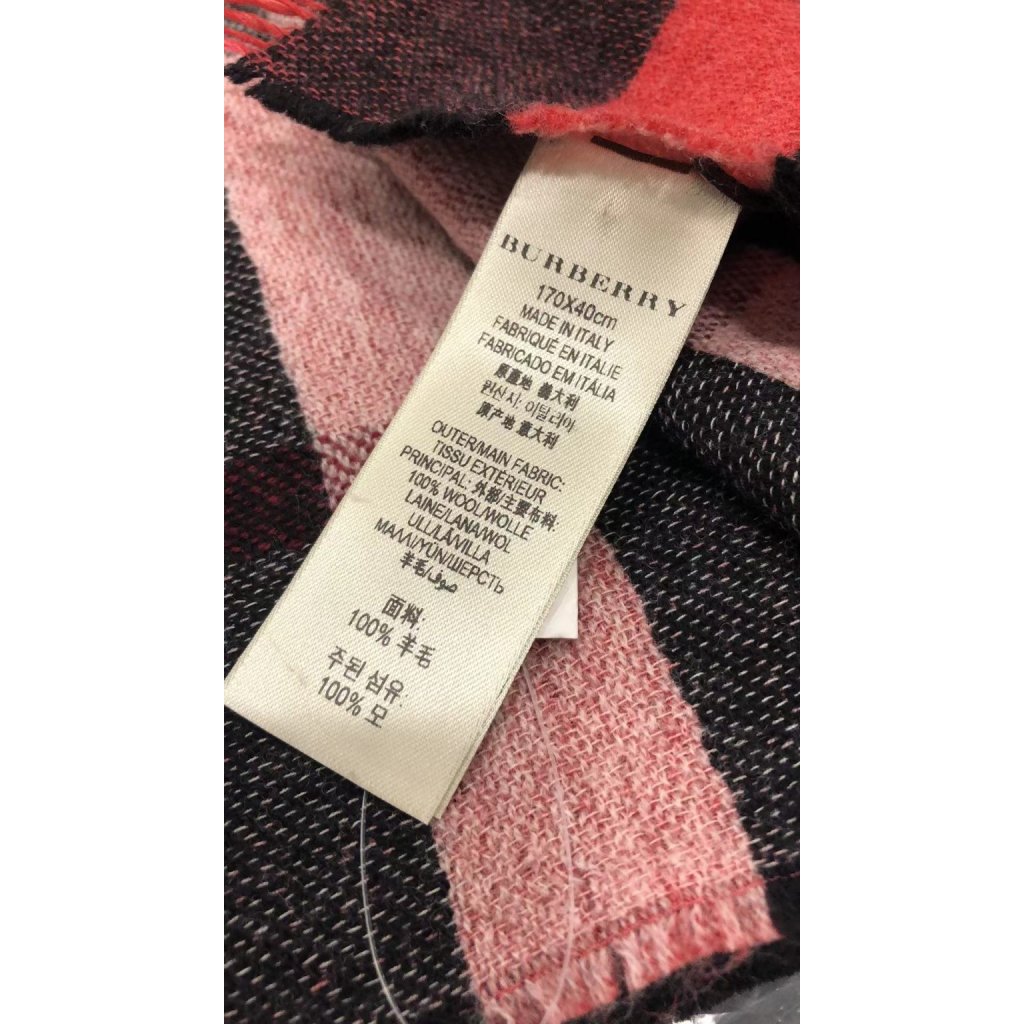 BURBERRY
170X40cm
MADE IN ITALY
FABRIQUÉ EN ITALIE
FABRICADO EM ITÁLIA
原產地 義大利
원산지: 이탈리아
原产地 意大利
OUTER/MAIN FABRIC:
TISSU EXTÉRIEUR
PRINCIPAL: 外部/主要布料
100% WOOL/WOLLE
LAINE/LANA/WOL
ULL/LÃ/VILLA
ΜΑΛΛΙ/YÜN/ШЕРСТЬ
羊毛/صوف
面料:
100% 羊毛
주된 섬유:
100% 모